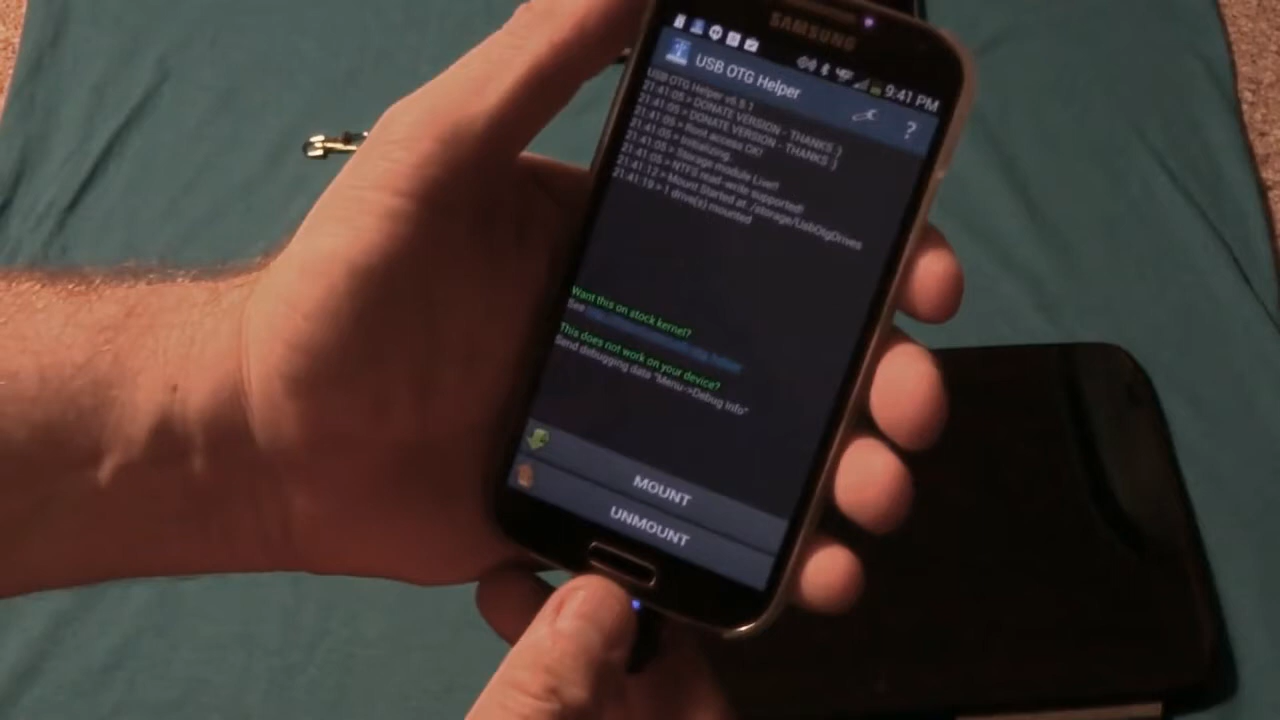 SAMSUNG
9:41 PM
USB OTG Helper
?
USB OTG Helper v6.9.1
21:41:05 > DONATE VERSION - THANKS :)
21:41:05 > DONATE VERSION - THANKS :)
21:41:05 > Root access OK!
21:41:05 > Initializing.
21:41:05 > Storage module Live!!
21:41:05 > NTFS read-write supported!
21:41:12 > Mount Started at /storage/UsbOtgDrives
21:41:19 > 1 drive(s) mounted
Want this on stock kernel?
See
This does not work on your device?
Send debugging data "Menu->Debug Info"
MOUNT
UNMOUNT